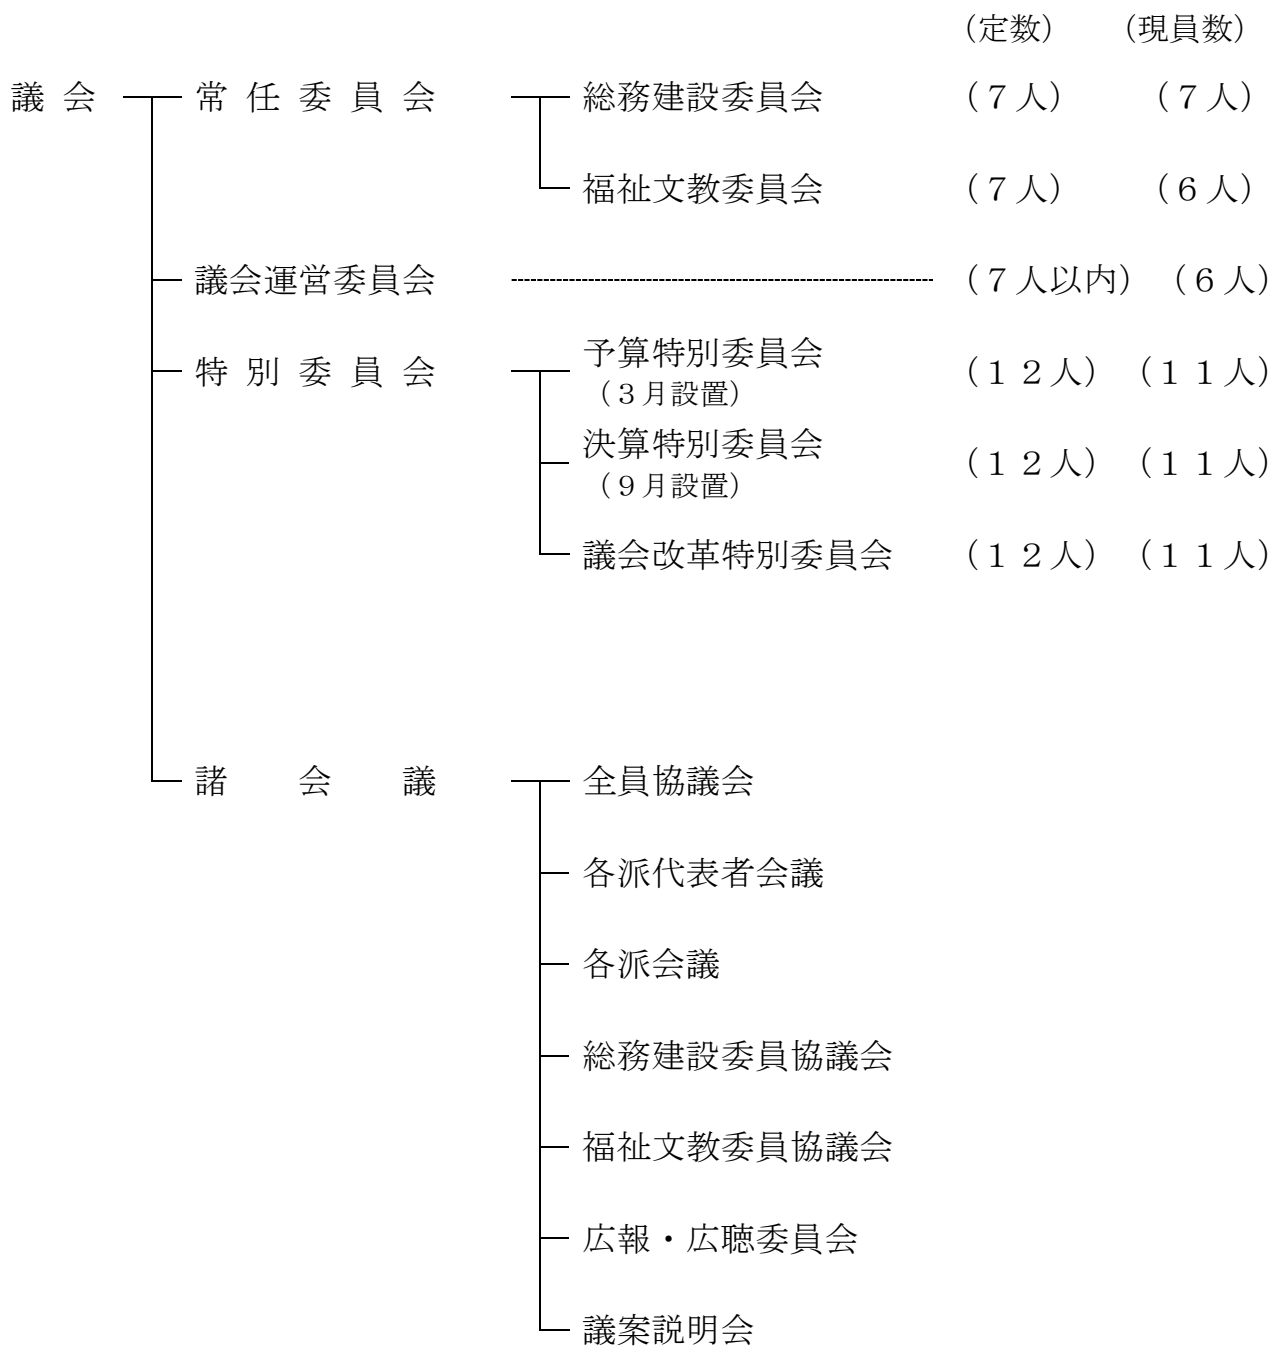 （定数）　（現員数）
議会　常任委員会　総務建設委員会　（７人）　（７人）
福祉文教委員会　（７人）　（６人）
議会運営委員会　（７人以内）　（６人）
特別委員会　予算特別委員会　（１２人）　（１１人）
（３月設置）
決算特別委員会　（１２人）　（１１人）
（９月設置）
議会改革特別委員会　（１２人）　（１１人）
諸会議　全員協議会
各派代表者会議
各派会議
総務建設委員協議会
福祉文教委員協議会
広報・広聴委員会
議案説明会